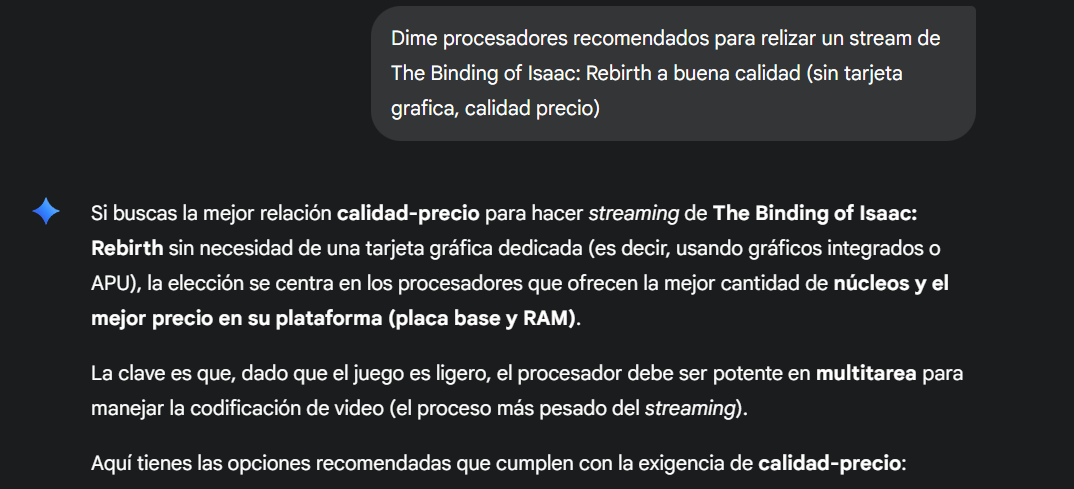 Dime procesadores recomendados para relizar un stream de
The Binding of Isaac: Rebirth a buena calidad (sin tarjeta
grafica, calidad precio)
Si buscas la mejor relación calidad-precio para hacer streaming de The Binding of Isaac:
Rebirth sin necesidad de una tarjeta gráfica dedicada (es decir, usando gráficos integrados o
APU), la elección se centra en los procesadores que ofrecen la mejor cantidad de núcleos y el
mejor precio en su plataforma (placa base y RAM).
La clave es que, dado que el juego es ligero, el procesador debe ser potente en multitarea para
manejar la codificación de video (el proceso más pesado del streaming).
Aquí tienes las opciones recomendadas que cumplen con la exigencia de calidad-precio: